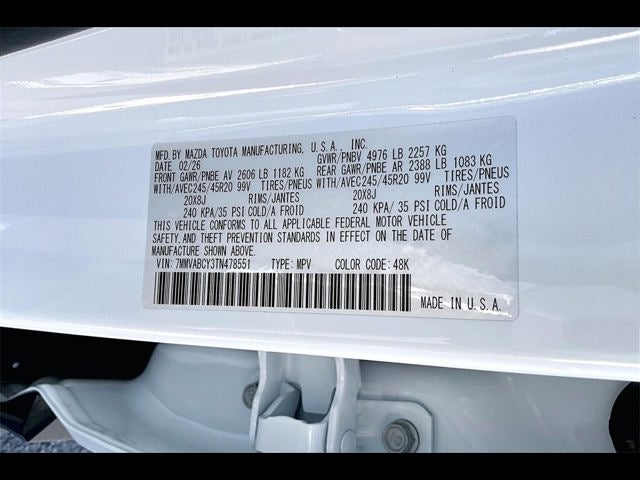 MFD. BY MAZDA TOYOTA MANUFACTURING, U.S.A., INC.
02/26 GVWR/PNBV 4976 LB 2257 KG
FRONT GAWR/PNBE AV 2606 LB 1182 KG REAR GAWR/PNBE AR 2388 LB 1083 KG
WITH/AVEC245/45R20 99V TIRES/PNEUS WITH/AVEC245/45R20 99V TIRES/PNEUS
20X8J RIMS/JANTES 20X8J RIMS/JANTES
240 KPA/ 35 PSI COLD/A FROID 240 KPA/ 35 PSI COLD/A FROID
THIS VEHICLE CONFORMS TO ALL APPLICABLE FEDERAL MOTOR VEHICLE
SAFETY, AND THEFT PREVENTION STANDARDS IN EFFECT ON THE DATE OF
MANUFACTURE SHOWN ABOVE.
VIN: 7MMVABCY3TN478551 TYPE: MPV COLOR CODE: 48K
MADE IN U.S.A.